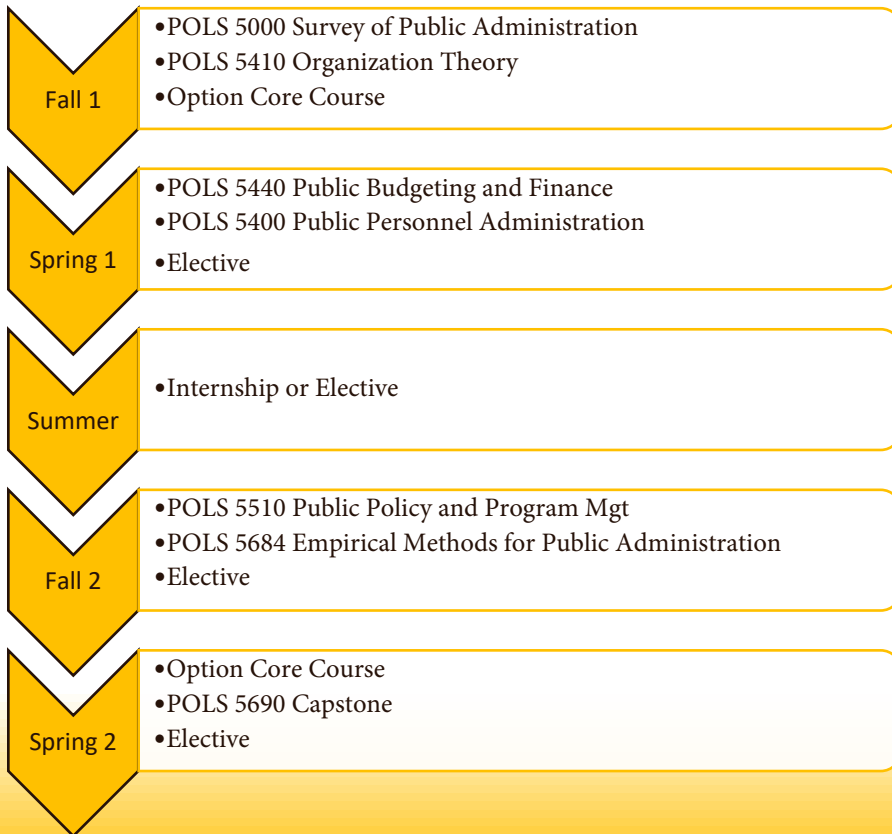 Fall 1
•POLS 5000 Survey of Public Administration
•POLS 5410 Organization Theory
•Option Core Course
Spring 1
•POLS 5440 Public Budgeting and Finance
•POLS 5400 Public Personnel Administration
•Elective
Summer
•Internship or Elective
Fall 2
•POLS 5510 Public Policy and Program Mgt
•POLS 5684 Empirical Methods for Public Administration
•Elective
Spring 2
•Option Core Course
•POLS 5690 Capstone
•Elective